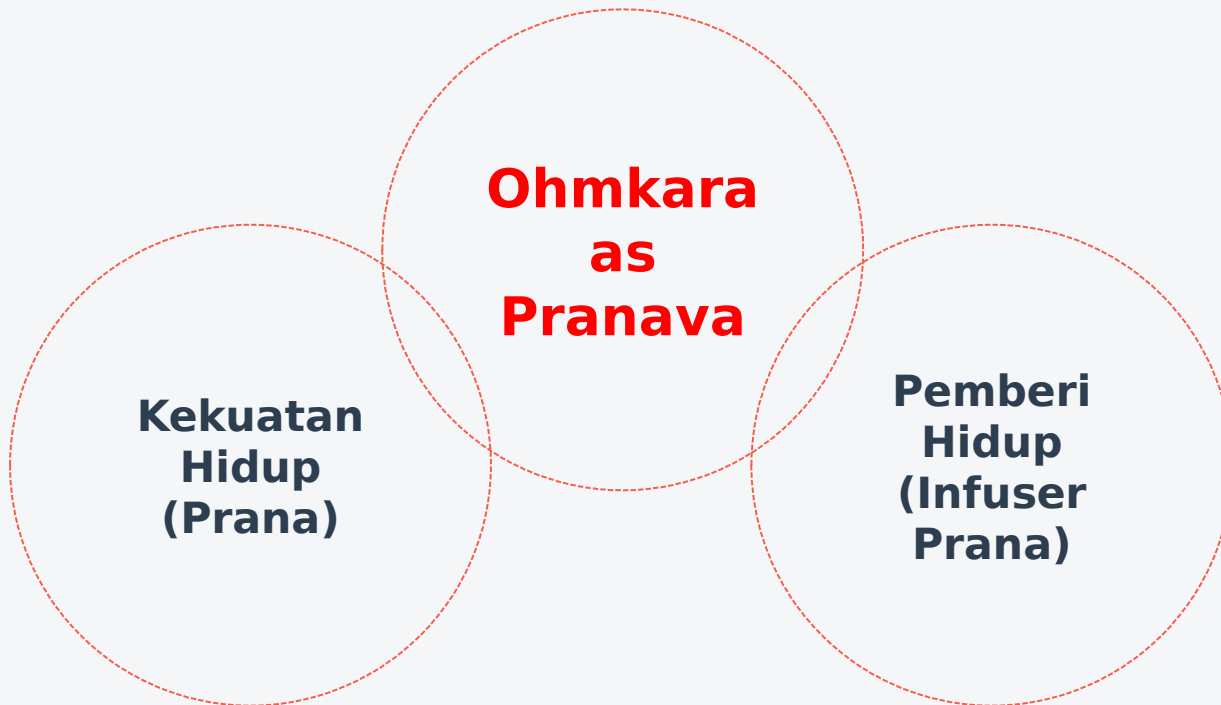 Ohmkara
as
Pranava
Kekuatan
Hidup
(Prana)
Pemberi
Hidup
(Infuser
Prana)